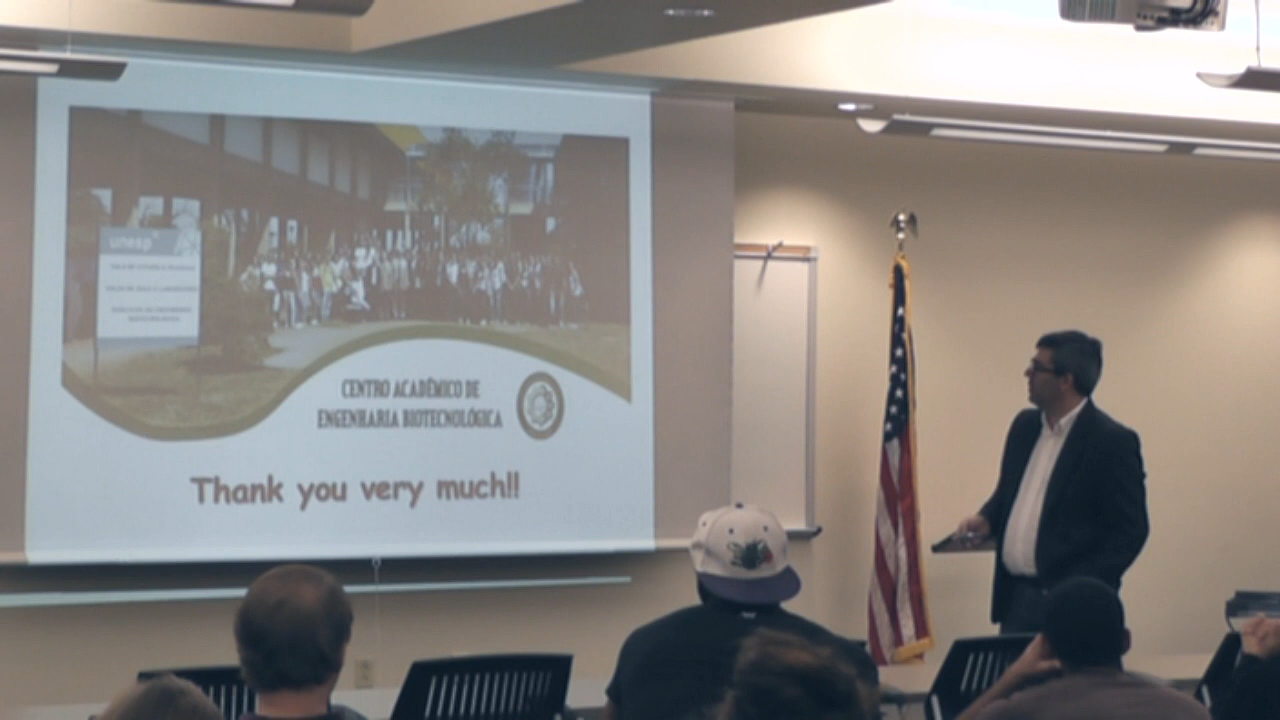 unesp
CENTRO ACADÊMICO DE
ENGENHARIA BIOTECNOLÓGICA
Thank you very much!!